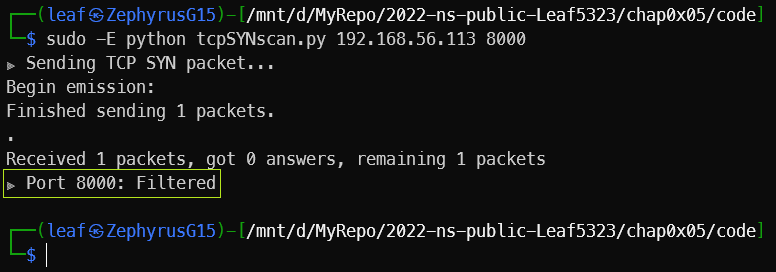 ┌──(leaf㉿ZephyrusG15)-[/mnt/d/MyRepo/2022-ns-public-Leaf5323/chap0x05/code]
└─$ sudo -E python tcpSYNscan.py 192.168.56.113 8000
▶ Sending TCP SYN packet...
Begin emission:
Finished sending 1 packets.
.
Received 1 packets, got 0 answers, remaining 1 packets
▶ Port 8000: Filtered
┌──(leaf㉿ZephyrusG15)-[/mnt/d/MyRepo/2022-ns-public-Leaf5323/chap0x05/code]
└─$